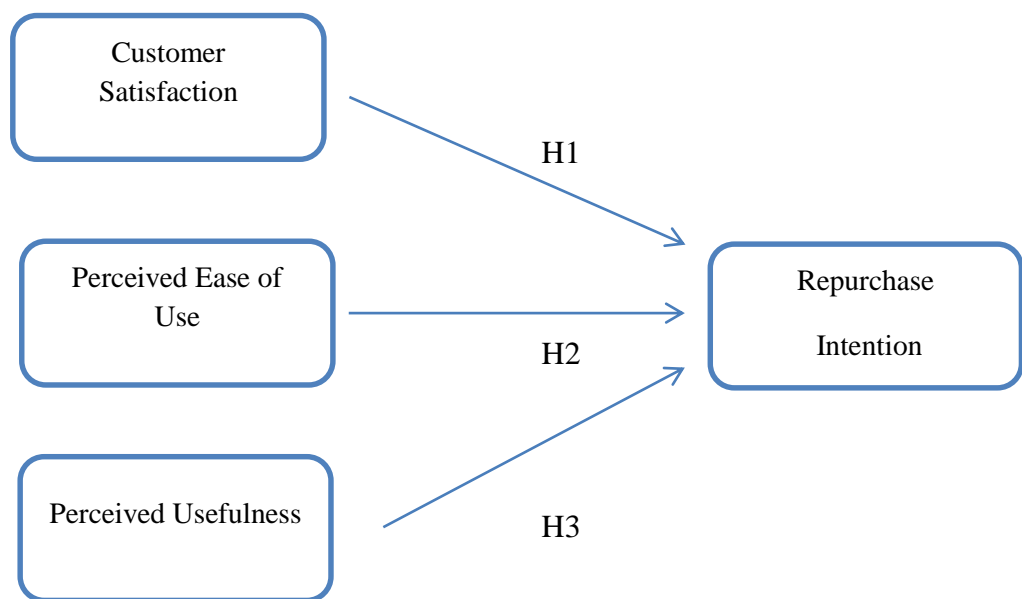 Customer
Satisfaction
H1
Perceived Ease of
Use
H2
Repurchase
Intention
Perceived Usefulness
H3